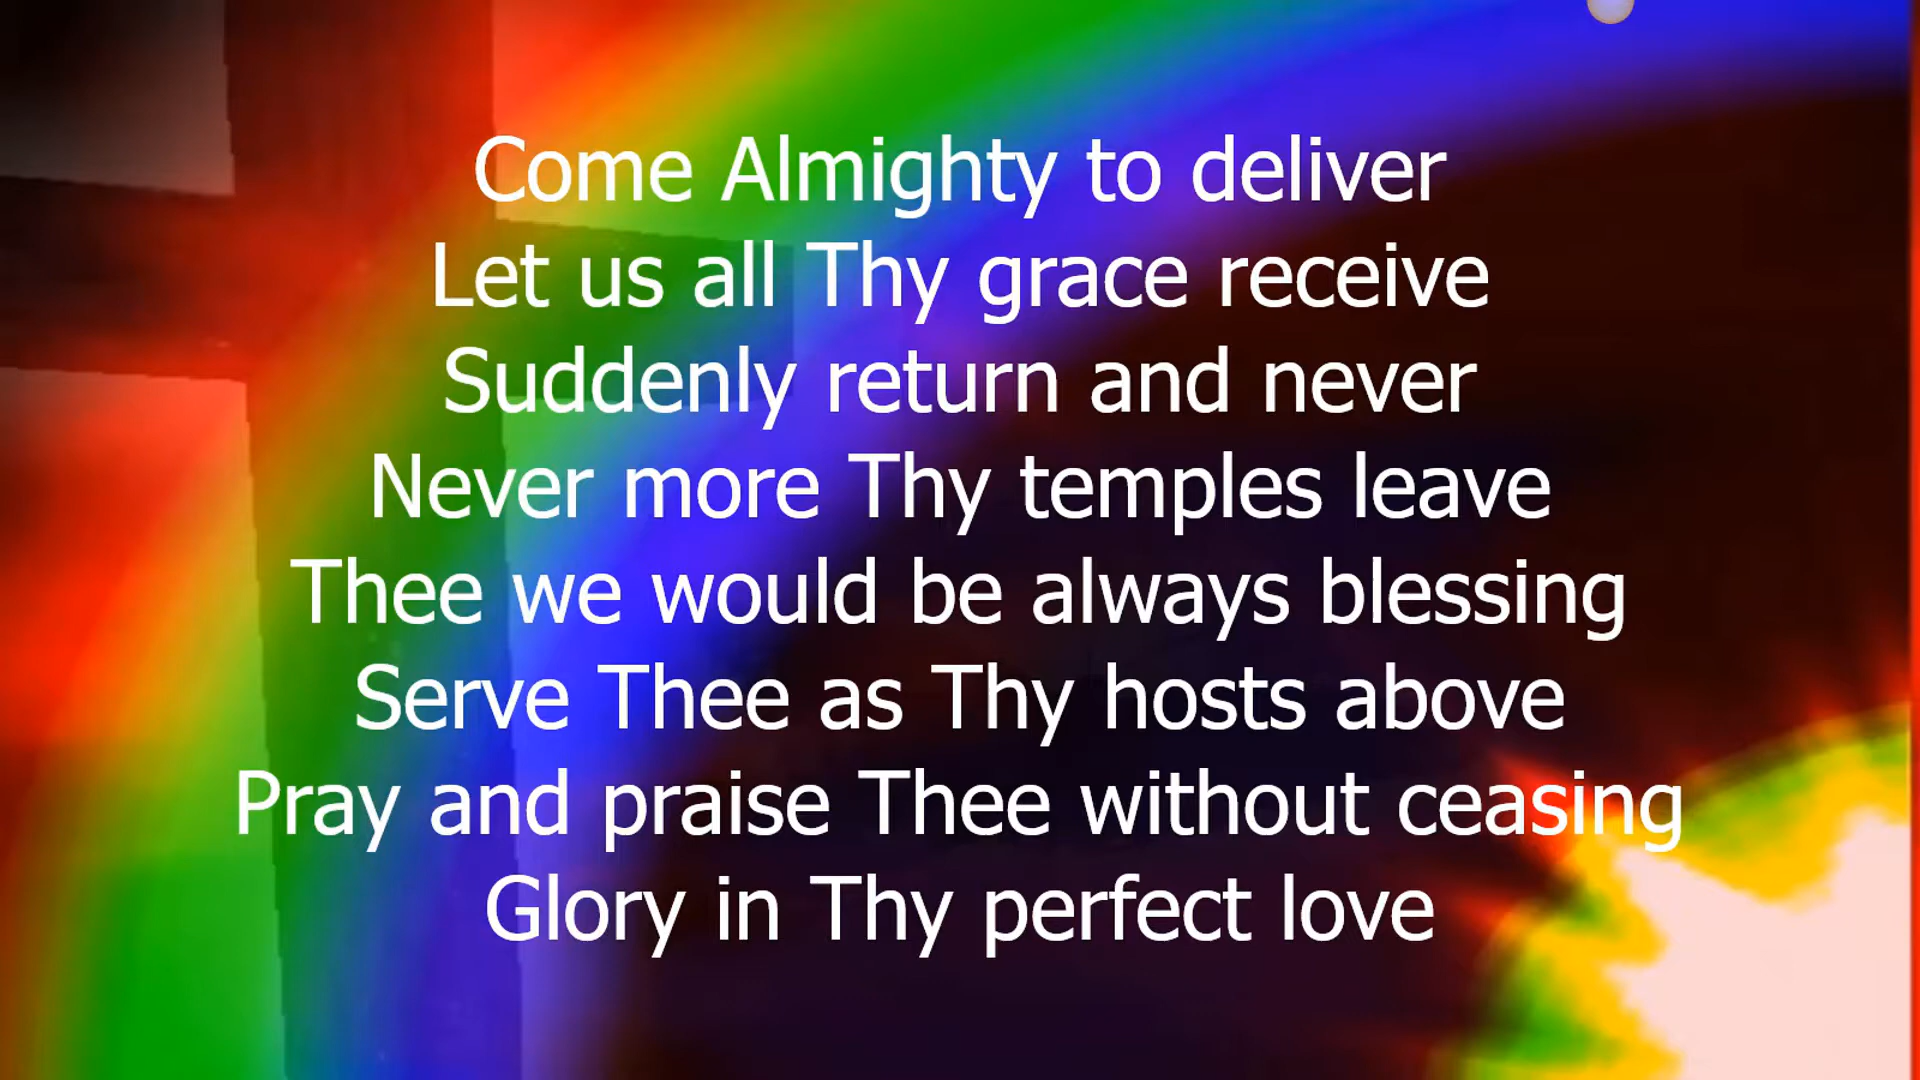 Come Almighty to deliver
Let us all Thy grace receive
Suddenly return and never
Never more Thy temples leave
Thee we would be always blessing
Serve Thee as Thy hosts above
Pray and praise Thee without ceasing
Glory in Thy perfect love